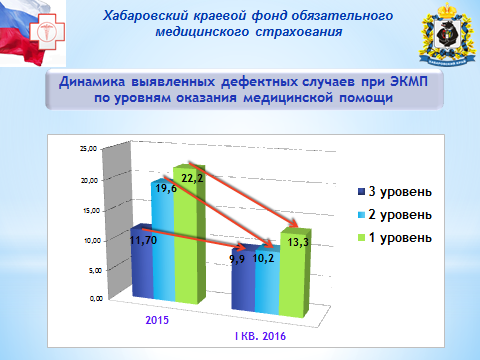 Хабаровский краевой фонд обязательного
медицинского страхования
ХАБАРОВСКИЙ КРАЙ
Динамика выявленных дефектных случаев при ЭКМП
по уровням оказания медицинской помощи
25,00
20,00
15,00
10,00
5,00
0,00
11,70
19,6
22,2
9,9
10,2
13,3
2015
I КВ. 2016
3 уровень
2 уровень
1 уровень